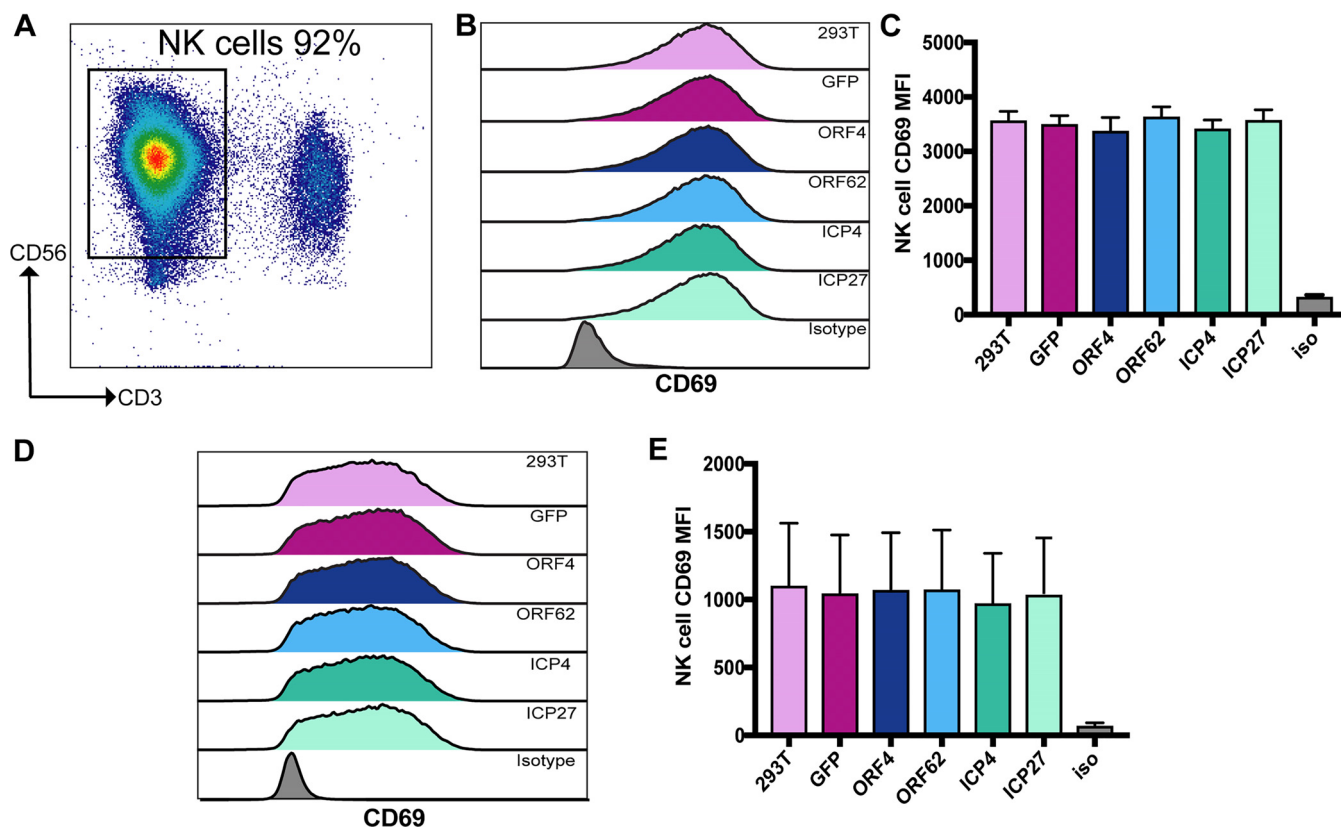 A
NK cells 92%
CD56
CD3
B
293T
GFP
ORF4
ORF62
ICP4
ICP27
Isotype
CD69
C
NK cell CD69 MFI
5000
4000
3000
2000
1000
0
293T
GFP
ORF4
ORF62
ICP4
ICP27
iso
D
293T
GFP
ORF4
ORF62
ICP4
ICP27
Isotype
CD69
E
NK cell CD69 MFI
2000
1500
1000
500
0
293T
GFP
ORF4
ORF62
ICP4
ICP27
iso